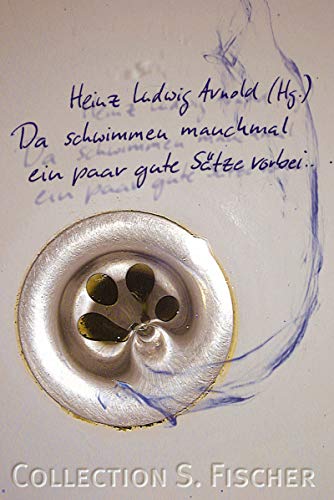 Heinz Ludwig Arnold (Hg.)
Da schwimmen manchmal
ein paar gute Sätze vorbei...
COLLECTION S. FISCHER